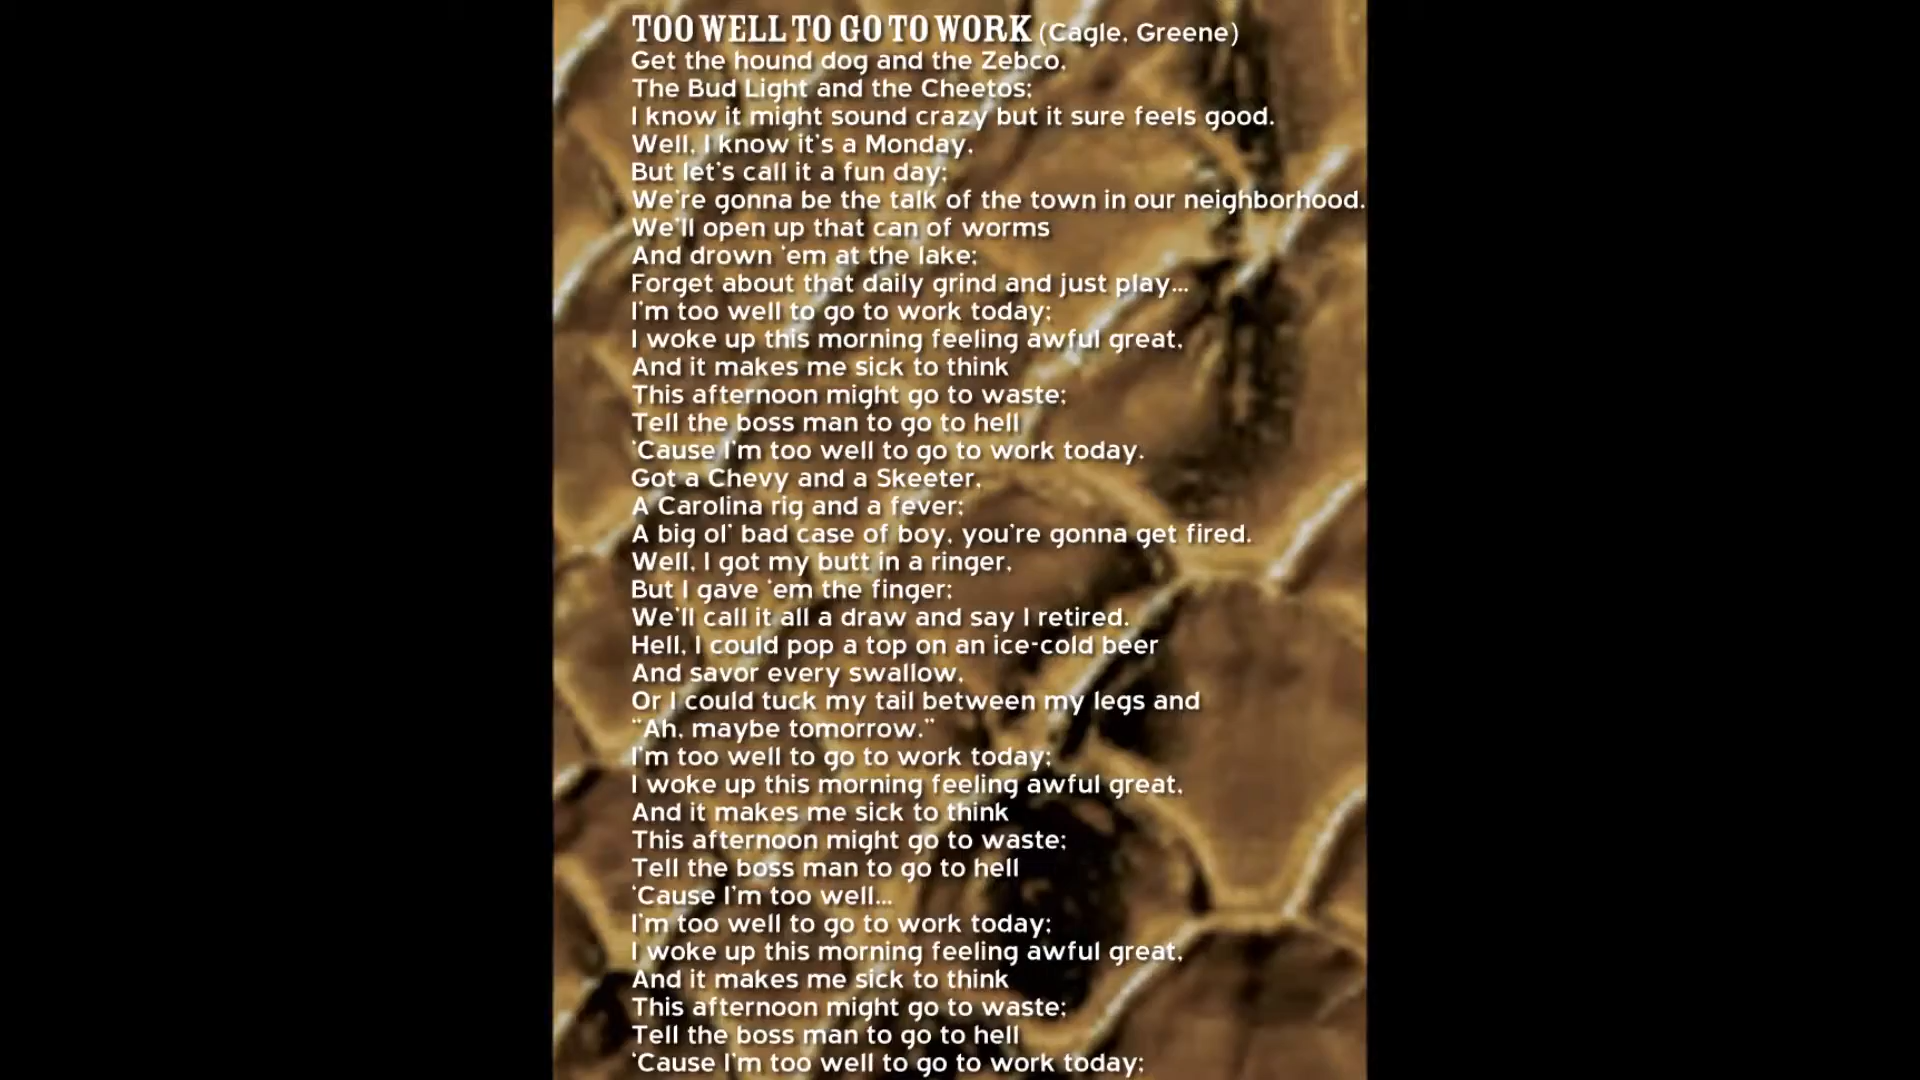 TOO WELL TO GO TO WORK (Cagle, Greene)
Get the hound dog and the Zebco,
The Bud Light and the Cheetos;
I know it might sound crazy but it sure feels good.
Well, I know it's a Monday,
But let's call it a fun day;
We're gonna be the talk of the town in our neighborhood.
We'll open up that can of worms
And drown 'em at the lake;
Forget about that daily grind and just play...
I'm too well to go to work today;
I woke up this morning feeling awful great,
And it makes me sick to think
This afternoon might go to waste;
Tell the boss man to go to hell
'Cause I'm too well to go to work today.
Got a Chevy and a Skeeter,
A Carolina rig and a fever;
A big ol' bad case of boy, you're gonna get fired.
Well, I got my butt in a ringer,
But I gave 'em the finger;
We'll call it all a draw and say I retired.
Hell, I could pop a top on an ice-cold beer
And savor every swallow,
Or I could tuck my tail between my legs and
"Ah, maybe tomorrow."
I'm too well to go to work today;
I woke up this morning feeling awful great,
And it makes me sick to think
This afternoon might go to waste;
Tell the boss man to go to hell
'Cause I'm too well...
I'm too well to go to work today;
I woke up this morning feeling awful great,
And it makes me sick to think
This afternoon might go to waste;
Tell the boss man to go to hell
'Cause I'm too well to go to work today;